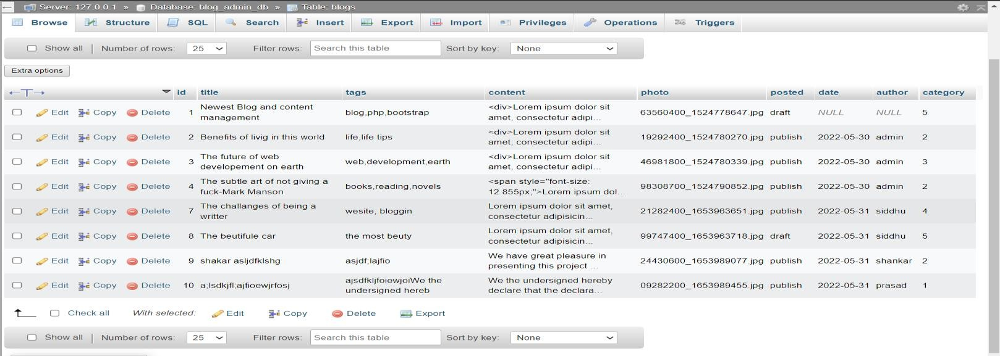 Server: 127.0.0.1 » Database: blog_admin_db » Table: blogs
Browse Structure SQL Search Insert Export Import Privileges Operations Triggers
Show all | Number of rows: 25 Filter rows: Search this table Sort by key: None
Extra options
←T→ id title tags content photo posted date author category
Edit Copy Delete 1 Newest Blog and content management blog,php,bootstrap <div>Lorem ipsum dolor sit amet, consectetur adipi... 63560400_1524778647.jpg draft NULL NULL 5
Edit Copy Delete 2 Benefits of livig in this world life,life tips <div>Lorem ipsum dolor sit amet, consectetur adipi... 19292400_1524780270.jpg publish 2022-05-30 admin 2
Edit Copy Delete 3 The future of web developement on earth web,development,earth <div>Lorem ipsum dolor sit amet, consectetur adipi... 46981800_1524780339.jpg publish 2022-05-30 admin 3
Edit Copy Delete 4 The subtle art of not giving a fuck-Mark Manson books,reading,novels <span style="font-size: 12.855px;">Lorem ipsum dol... 98308700_1524790852.jpg publish 2022-05-30 admin 2
Edit Copy Delete 7 The challanges of being a writter wesite, bloggin Lorem ipsum dolor sit amet, consectetur adipisicin... 21282400_1653963651.jpg publish 2022-05-31 siddhu 4
Edit Copy Delete 8 The beutifule car the most beuty Lorem ipsum dolor sit amet, consectetur adipisicin... 99747400_1653963718.jpg draft 2022-05-31 siddhu 5
Edit Copy Delete 9 shakar asljdfklshg asjdf;lajfio We have great pleasure in presenting this project ... 24430600_1653989077.jpg publish 2022-05-31 shankar 2
Edit Copy Delete 10 a;lsdkjfl;ajfioewjrfosj ajsdfkljfoiewjoiWe the undersigned hereb We the undersigned hereby declare that the declara... 09282200_1653989455.jpg publish 2022-05-31 prasad 1
Check all With selected: Edit Copy Delete Export
Show all | Number of rows: 25 Filter rows: Search this table Sort by key: None